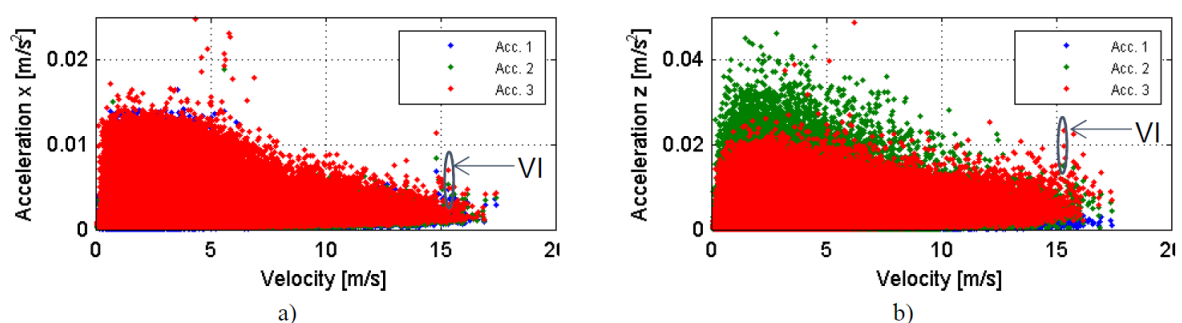 Acceleration x [m/s²]
0.02
0.01
0
0 5 10 15 20
Velocity [m/s]
Acc. 1
Acc. 2
Acc. 3
VI
a)
Acceleration z [m/s²]
0.04
0.02
0
0 5 10 15 20
Velocity [m/s]
Acc. 1
Acc. 2
Acc. 3
VI
b)